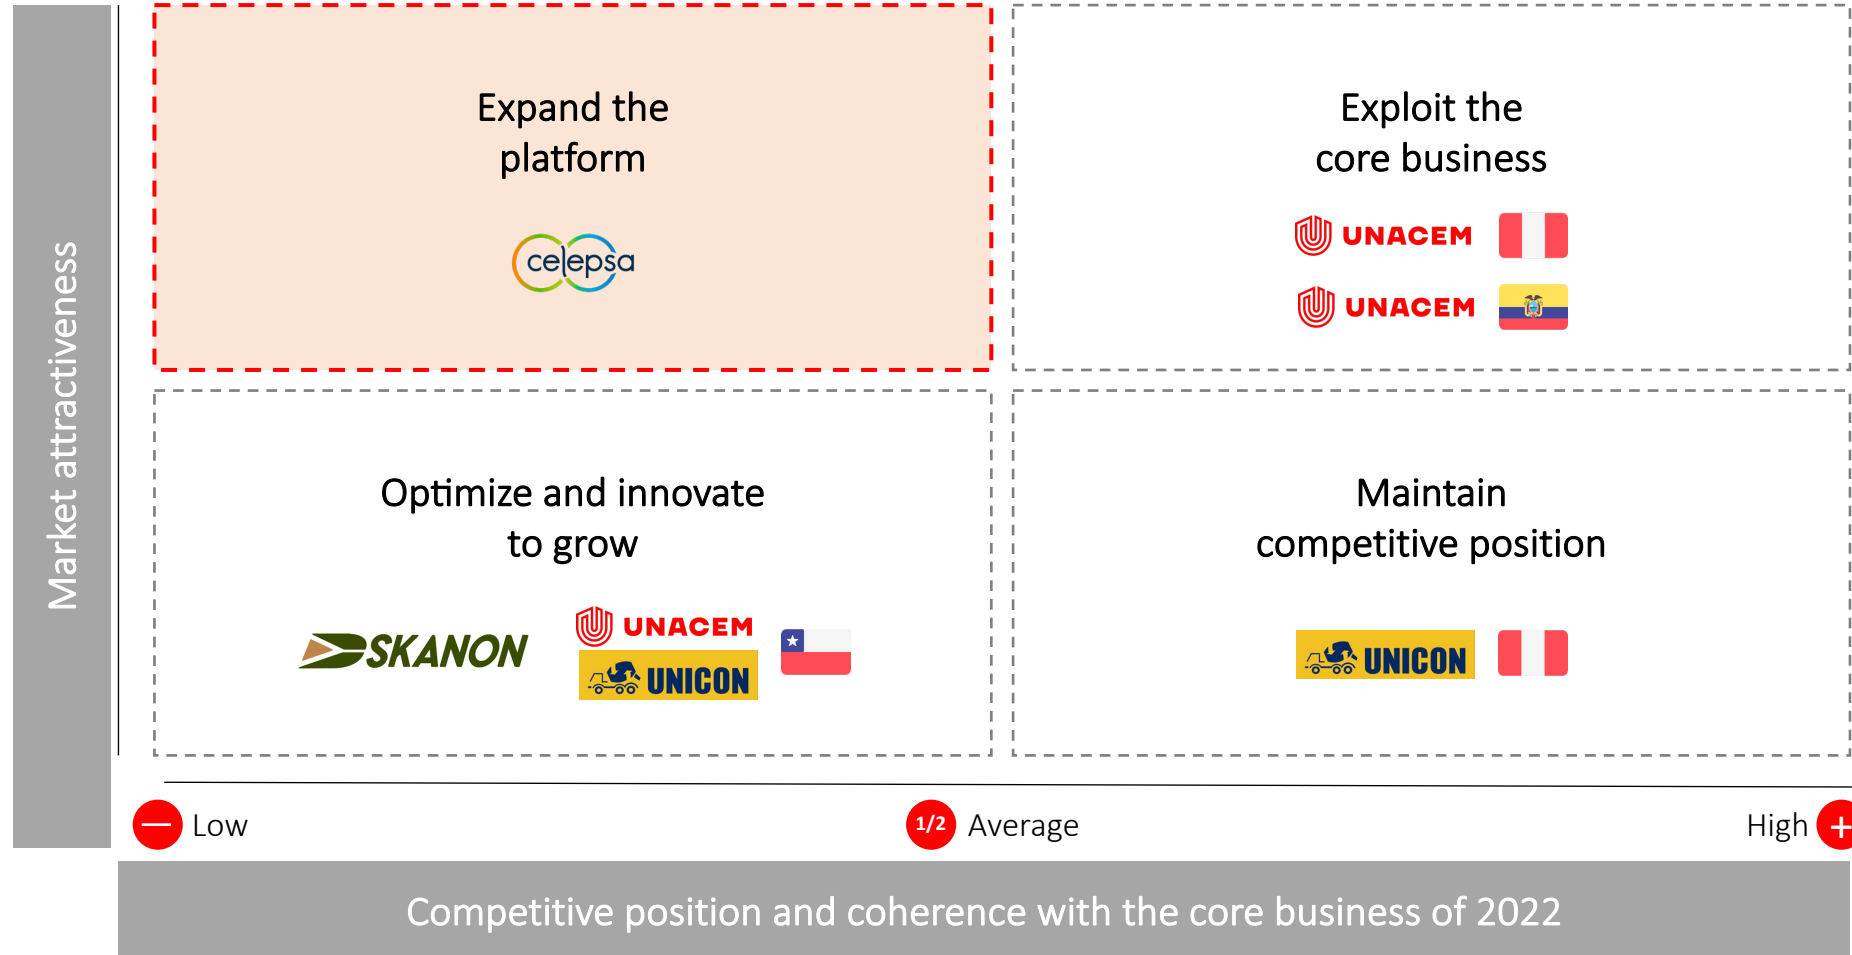 Market attractiveness
Expand the
platform
celepsa
Exploit the
core business
UNACEM
UNACEM
Optimize and innovate
to grow
SKANON
UNACEM
UNICON
Maintain
competitive position
UNICON
— Low
1/2 Average
High +
Competitive position and coherence with the core business of 2022